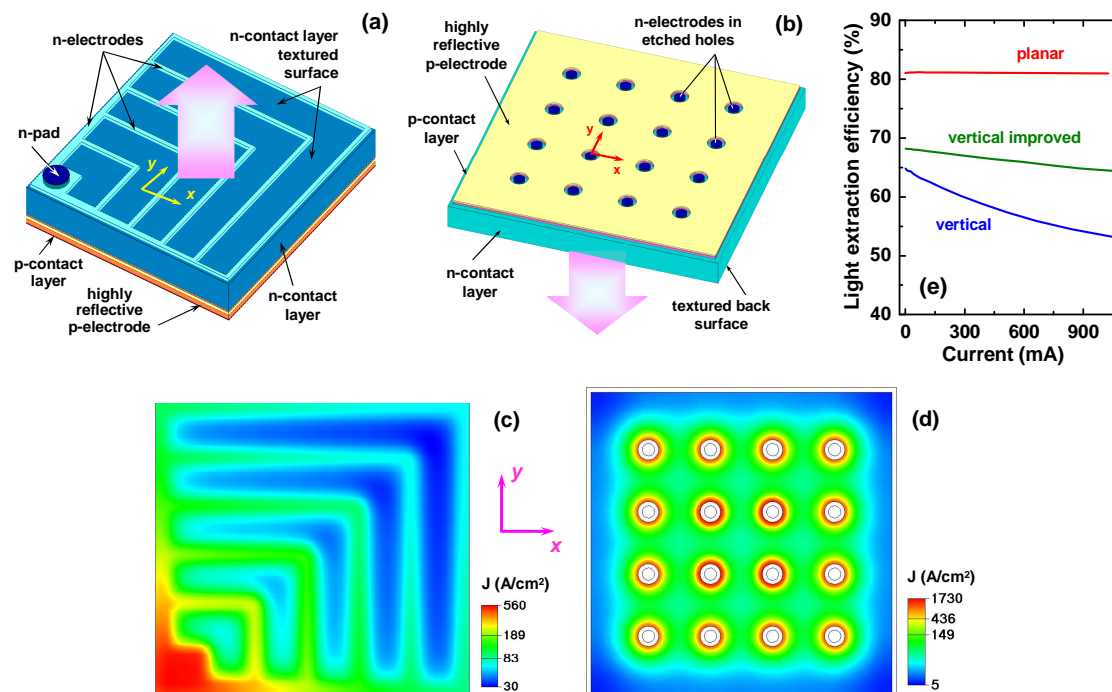 (a)
n-electrodes
n-contact layer
textured
surface
n-pad
y
x
p-contact
layer
highly
reflective
p-electrode
n-contact
layer
(b)
highly
reflective
p-electrode
n-electrodes in
etched holes
p-contact
layer
y
x
n-contact
layer
textured back
surface
Light extraction efficiency (%)
90
80
70
60
50
40
planar
vertical improved
vertical
(e)
0
300
600
900
Current (mA)
(c)
y
x
J (A/cm²)
560
189
83
30
(d)
J (A/cm²)
1730
436
149
5